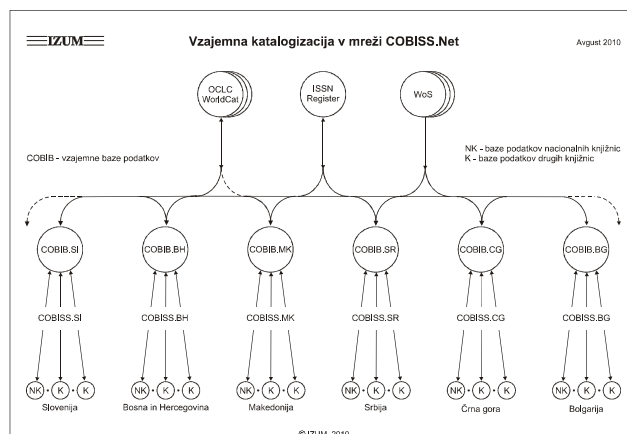 IZUM
Vzajemna katalogizacija v mreži COBISS.Net
Avgust 2010
OCLC
WorldCat
ISSN
Register
WoS
COBIB - vzajemne baze podatkov
NK - baze podatkov nacionalnih knjižnic
K - baze podatkov drugih knjižnic
COBIB.SI
COBIB.BH
COBIB.MK
COBIB.SR
COBIB.CG
COBIB.BG
COBISS.SI
COBISS.BH
COBISS.MK
COBISS.SR
COBISS.CG
COBISS.BG
NK • K • K
NK • K • K
NK • K • K
NK • K • K
NK • K • K
NK • K • K
Slovenija
Bosna in Hercegovina
Makedonija
Srbija
Črna gora
Bolgarija
© IZUM, 2010